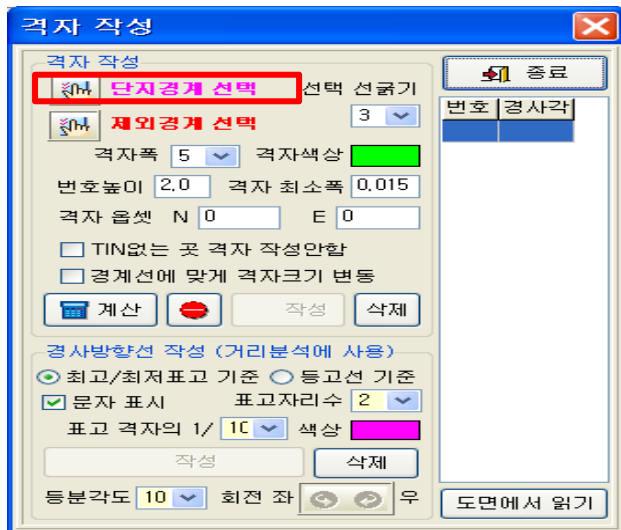 격자 작성
격자 작성
단지경계 선택 선택 선굵기
제외경계 선택 3
격자폭 5 격자색상
번호높이 2.0 격자 최소폭 0.015
격자 옵셋 N 0 E 0
TIN없는 곳 격자 작성안함
경계선에 맞게 격자크기 변동
계산 작성 삭제
경사방향선 작성 (거리분석에 사용)
최고/최저표고 기준 등고선 기준
문자 표시 표고자리수 2
표고 격자의 1/ 10 색상
작성 삭제
등분각도 10 회전 좌 우
종료
번호 경사각
도면에서 읽기